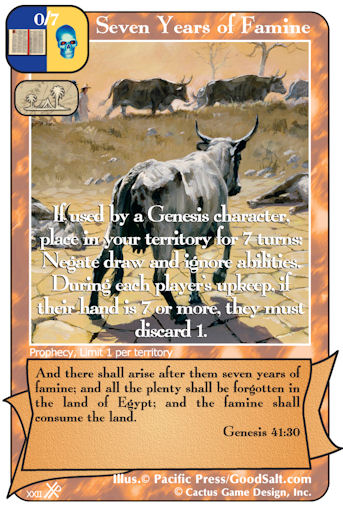 0/7 Seven Years of Famine
If used by a Genesis character,
place in your territory for 7 turns:
Negate draw and ignore abilities.
During each player's upkeep, if
their hand is 7 or more, they must
discard 1.
Prophecy, Limit 1 per territory
And there shall arise after them seven years of
famine; and all the plenty shall be forgotten in
the land of Egypt; and the famine shall
consume the land.
Genesis 41:30
Illus.© Pacific Press/GoodSalt.com
XXII © Cactus Game Design, Inc.